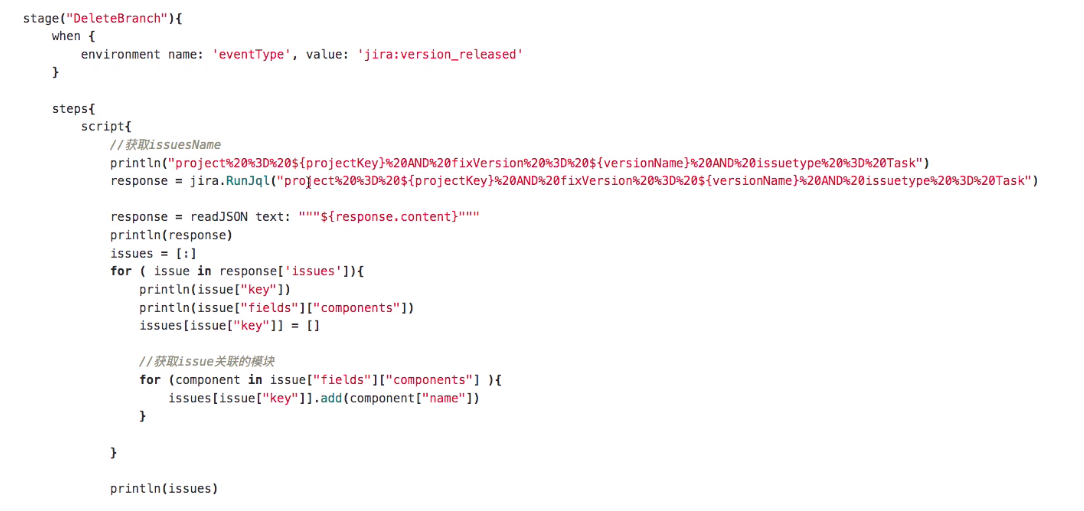 stage("DeleteBranch"){
when {
environment name: 'eventType', value: 'jira:version_released'
}
steps{
script{
//获取issuesName
println("project%20%3D%20${projectKey}%20AND%20fixVersion%20%3D%20${versionName}%20AND%20issuetype%20%3D%20Task")
response = jira.RunJql("project%20%3D%20${projectKey}%20AND%20fixVersion%20%3D%20${versionName}%20AND%20issuetype%20%3D%20Task")
response = readJSON text: """${response.content}"""
println(response)
issues = [:]
for ( issue in response['issues']){
println(issue["key"])
println(issue["fields"]["components"])
issues[issue["key"]] = []
//获取issue关联的模块
for (component in issue["fields"]["components"] ){
issues[issue["key"]].add(component["name"])
}
}
println(issues)